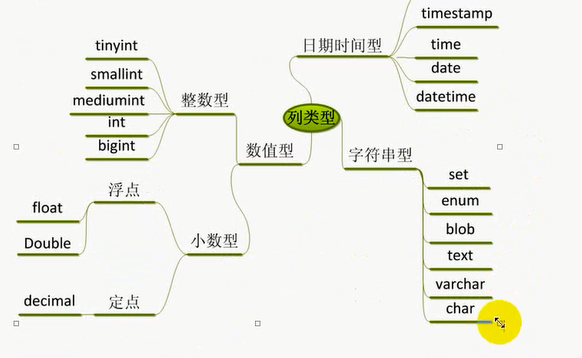 列类型
日期时间型
timestamp
time
date
datetime
字符串型
set
enum
blob
text
varchar
char
数值型
整数型
tinyint
smallint
mediumint
int
bigint
小数型
浮点
float
Double
定点
decimal